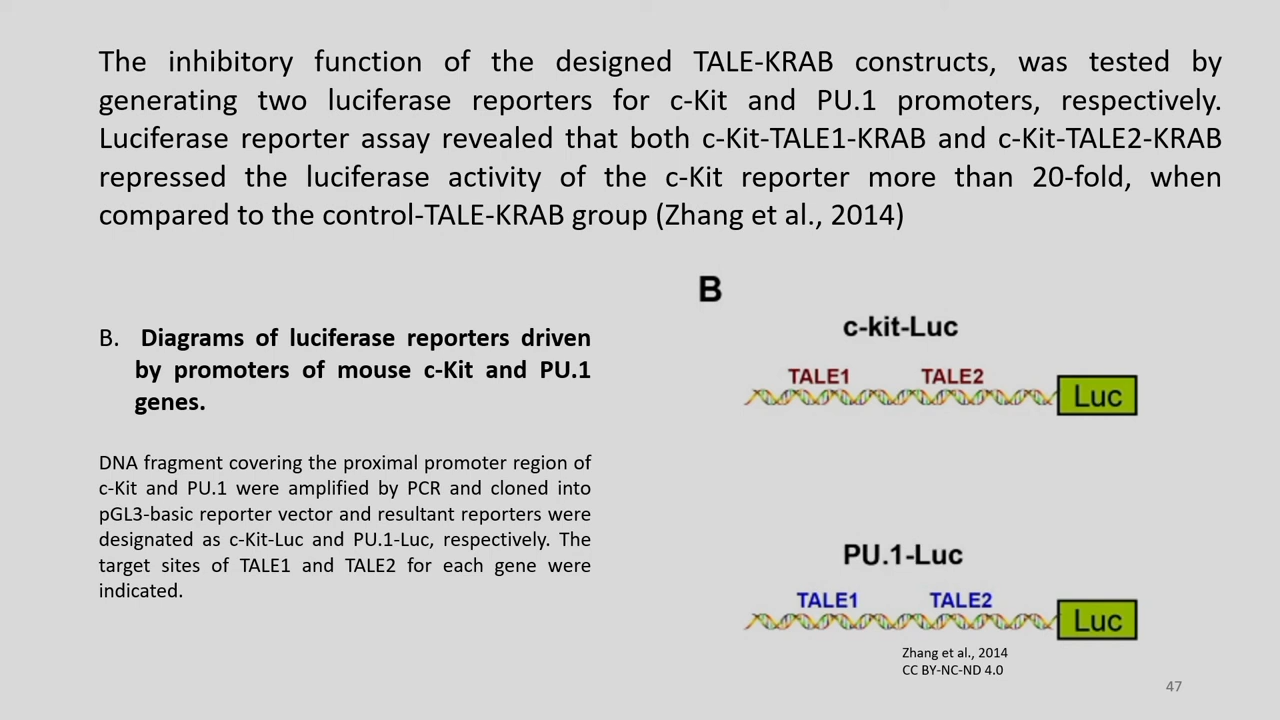 The inhibitory function of the designed TALE-KRAB constructs, was tested by
generating two luciferase reporters for c-Kit and PU.1 promoters, respectively.
Luciferase reporter assay revealed that both c-Kit-TALE1-KRAB and c-Kit-TALE2-KRAB
repressed the luciferase activity of the c-Kit reporter more than 20-fold, when
compared to the control-TALE-KRAB group (Zhang et al., 2014)
B. Diagrams of luciferase reporters driven
by promoters of mouse c-Kit and PU.1
genes.
DNA fragment covering the proximal promoter region of
c-Kit and PU.1 were amplified by PCR and cloned into
pGL3-basic reporter vector and resultant reporters were
designated as c-Kit-Luc and PU.1-Luc, respectively. The
target sites of TALE1 and TALE2 for each gene were
indicated.
B
c-kit-Luc
TALE1 TALE2
Luc
PU.1-Luc
TALE1 TALE2
Luc
Zhang et al., 2014
CC BY-NC-ND 4.0
47